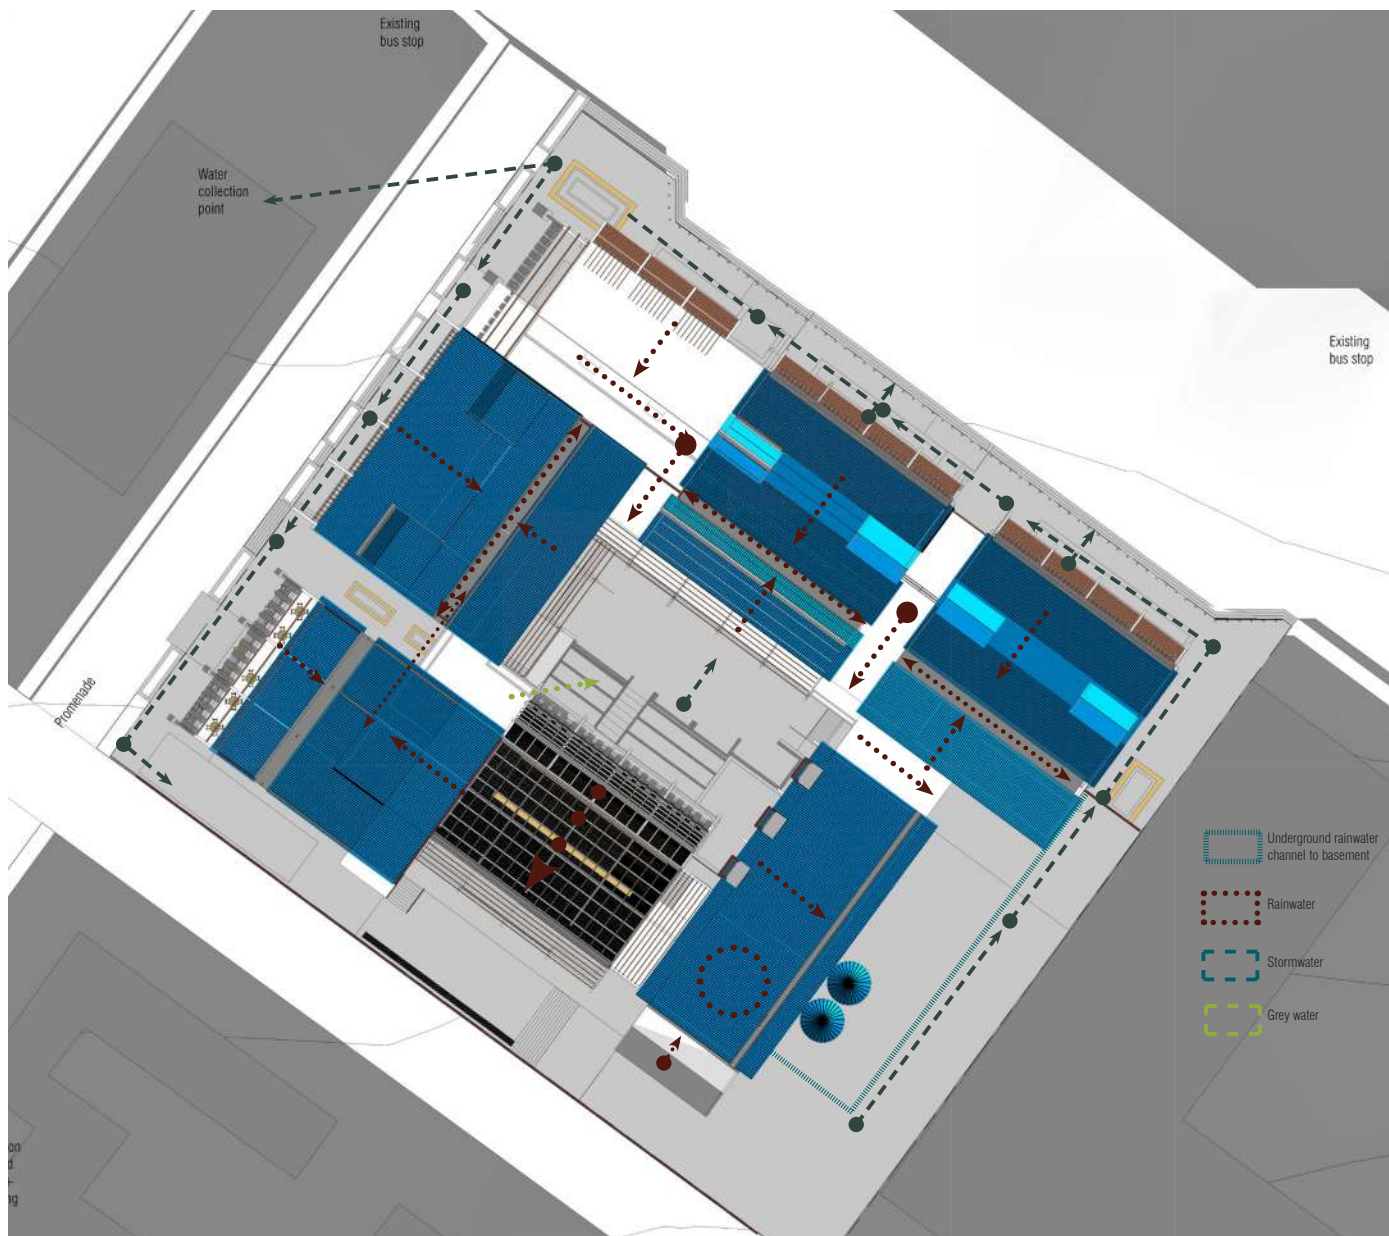 Existing
bus stop
Water
collection
point
Existing
bus stop
Promenade
Underground rainwater
channel to basement
Rainwater
Stormwater
Grey water